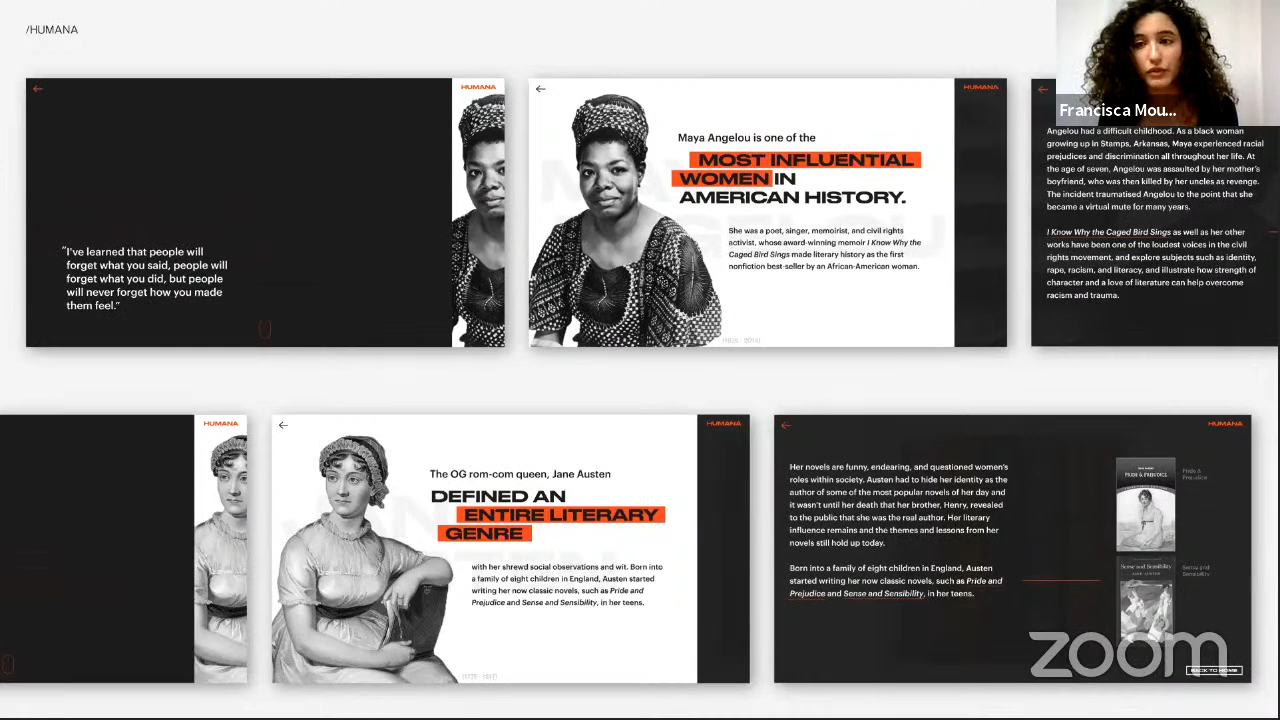 /HUMANA
Francisca Mou...
HUMANA
"I've learned that people will
forget what you said, people will
forget what you did, but people
will never forget how you made
them feel."
HUMANA
Maya Angelou is one of the
MOST INFLUENTIAL
WOMEN IN
AMERICAN HISTORY.
She was a poet, singer, memoirist, and civil rights
activist, whose award-winning memoir I Know Why the
Caged Bird Sings made literary history as the first
nonfiction best-seller by an African-American woman.
Angelou had a difficult childhood. As a black woman
growing up in Stamps, Arkansas, Maya experienced racial
prejudices and discrimination all throughout her life. At
the age of seven, Angelou was assaulted by her mother's
boyfriend, who was then killed by her uncles as revenge.
The incident traumatised Angelou to the point that she
became a virtual mute for many years.
I Know Why the Caged Bird Sings as well as her other
works have been one of the loudest voices in the civil
rights movement, and explore subjects such as identity,
rape, racism, and literacy, and illustrate how strength of
character and a love of literature can help overcome
racism and trauma.
HUMANA
HUMANA
The OG rom-com queen, Jane Austen
DEFINED AN
ENTIRE LITERARY
GENRE
with her shrewd social observations and wit. Born into
a family of eight children in England, Austen started
writing her now classic novels, such as Pride and
Prejudice and Sense and Sensibility, in her teens.
HUMANA
Her novels are funny, endearing, and questioned women's
roles within society. Austen had to hide her identity as the
author of some of the most popular novels of her day and
it wasn't until her death that her brother, Henry, revealed
to the public that she was the real author. Her literary
influence remains and the themes and lessons from her
novels still hold up today.
Born into a family of eight children in England, Austen
started writing her now classic novels, such as Pride and
Prejudice and Sense and Sensibility, in her teens.
PRIDE & PREJUDICE
Pride &
Prejudice
Sense and Sensibility
JANE AUSTEN
Sense and
Sensibility
zoom
BACK TO HOME